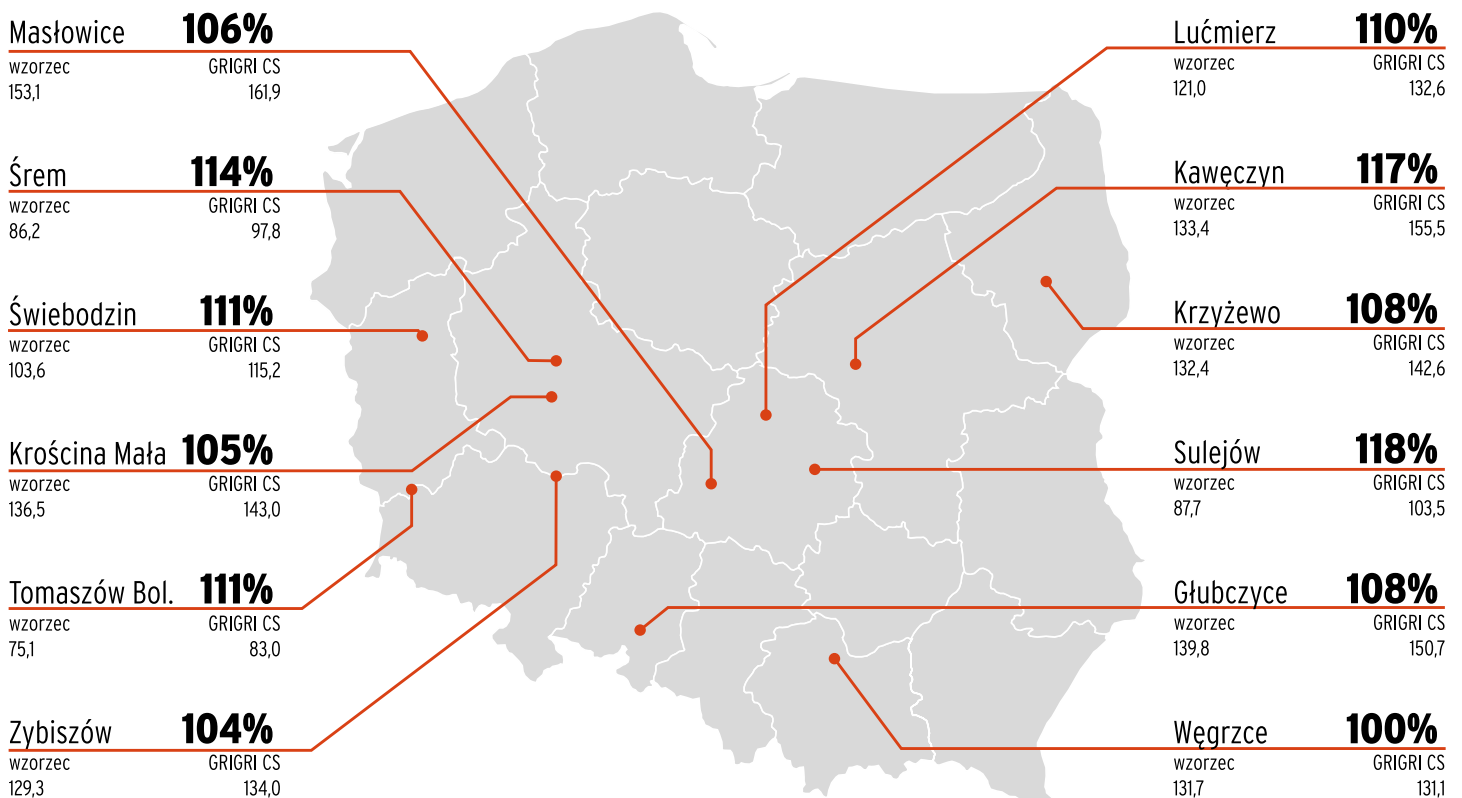 Masłowice 106%
wzorzec GRIGRI CS
153,1 161,9
Śrem 114%
wzorzec GRIGRI CS
86,2 97,8
Świebodzin 111%
wzorzec GRIGRI CS
103,6 115,2
Krościna Mała 105%
wzorzec GRIGRI CS
136,5 143,0
Tomaszów Bol. 111%
wzorzec GRIGRI CS
75,1 83,0
Zybiszów 104%
wzorzec GRIGRI CS
129,3 134,0
Lućmierz 110%
wzorzec GRIGRI CS
121,0 132,6
Kawęczyn 117%
wzorzec GRIGRI CS
133,4 155,5
Krzyżewo 108%
wzorzec GRIGRI CS
132,4 142,6
Sulejów 118%
wzorzec GRIGRI CS
87,7 103,5
Głubczyce 108%
wzorzec GRIGRI CS
139,8 150,7
Węgrzce 100%
wzorzec GRIGRI CS
131,7 131,1